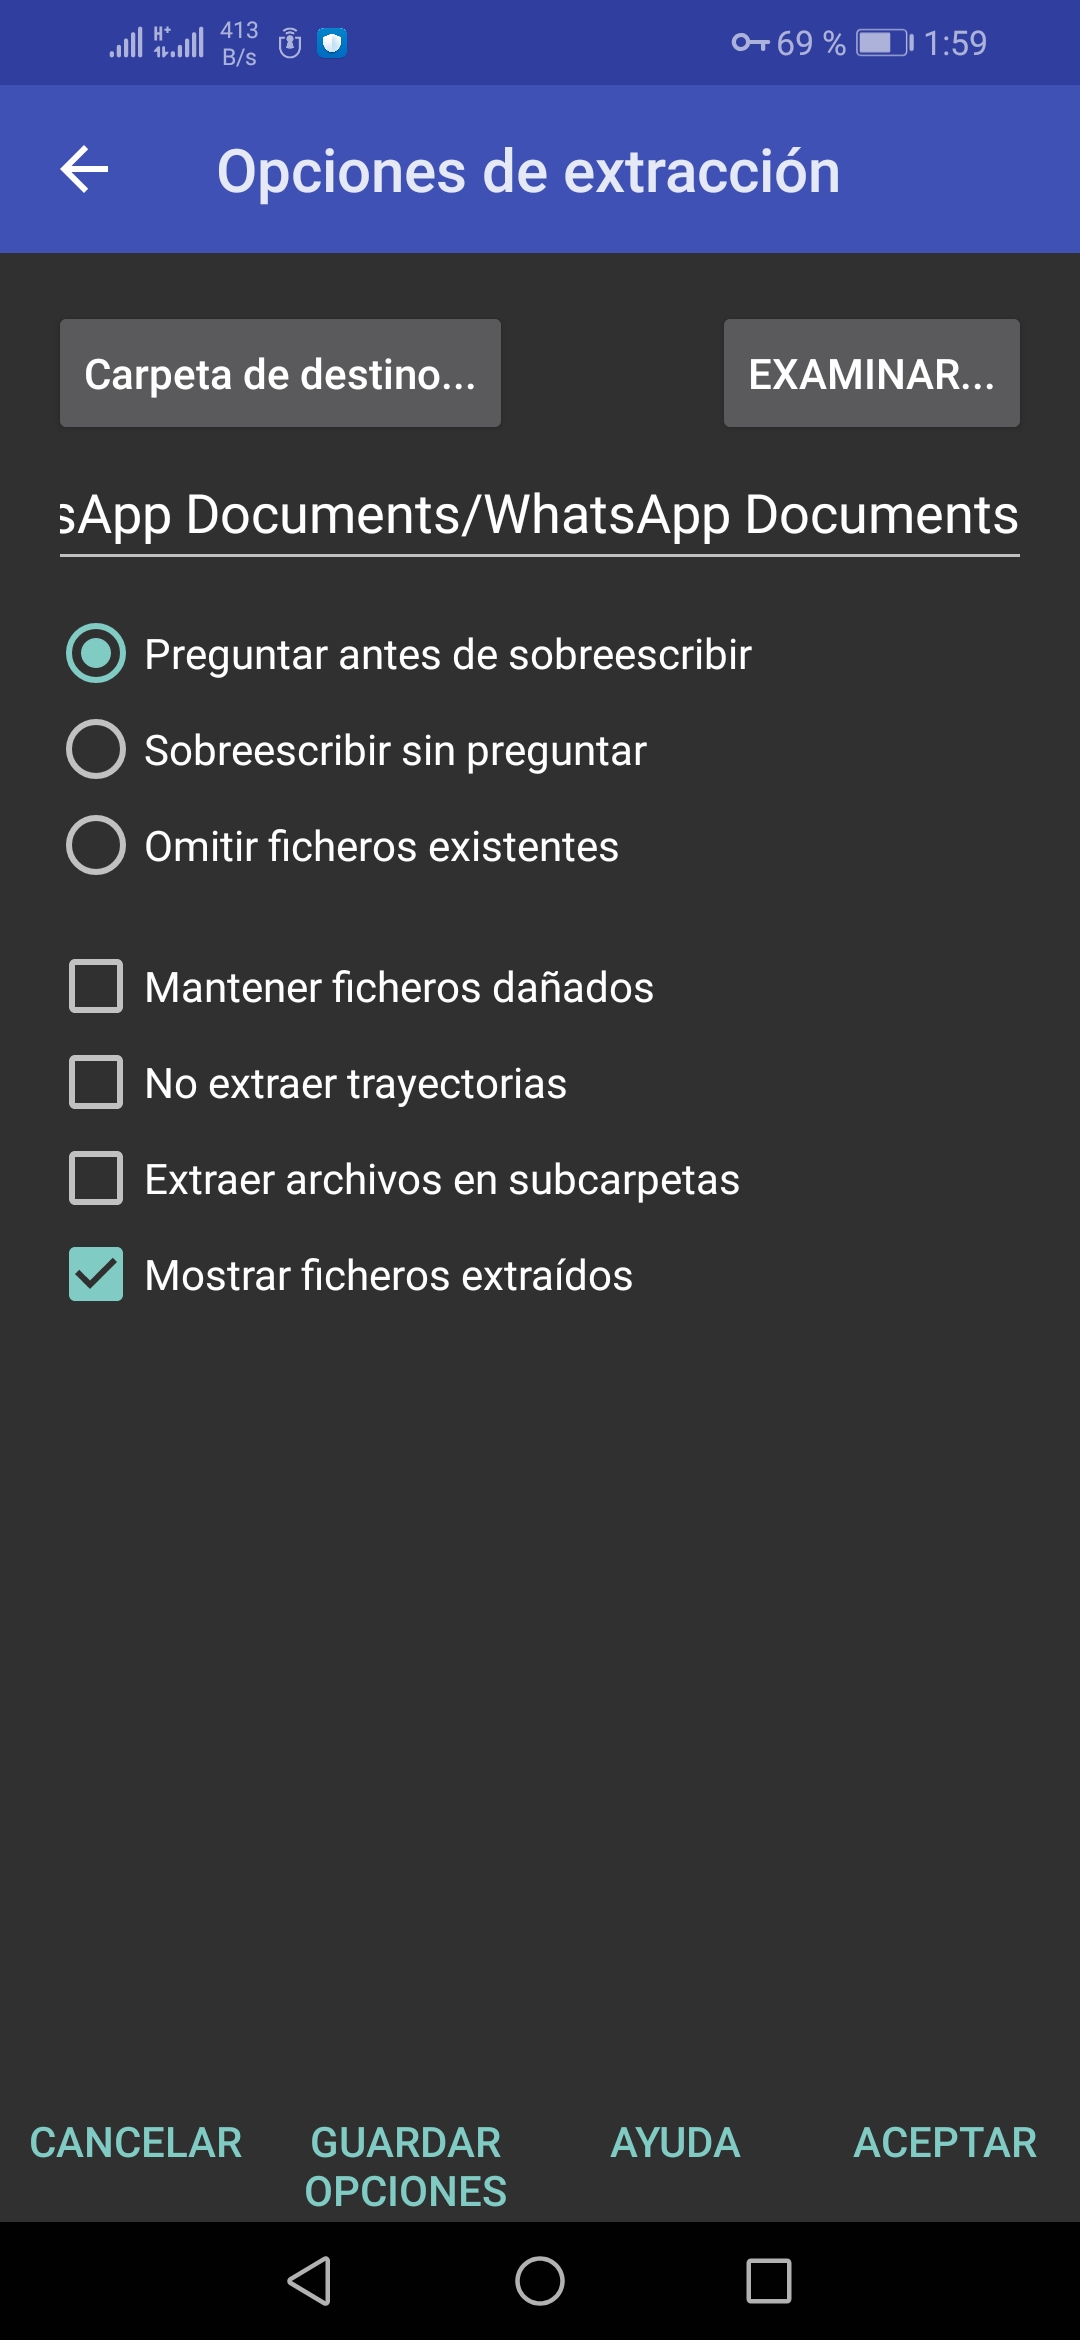 H+
413
B/s
69 %
1:59
Opciones de extracción
Carpeta de destino...
EXAMINAR...
sApp Documents/WhatsApp Documents
Preguntar antes de sobreescribir
Sobreescribir sin preguntar
Omitir ficheros existentes
Mantener ficheros dañados
No extraer trayectorias
Extraer archivos en subcarpetas
Mostrar ficheros extraídos
CANCELAR
GUARDAR
OPCIONES
AYUDA
ACEPTAR